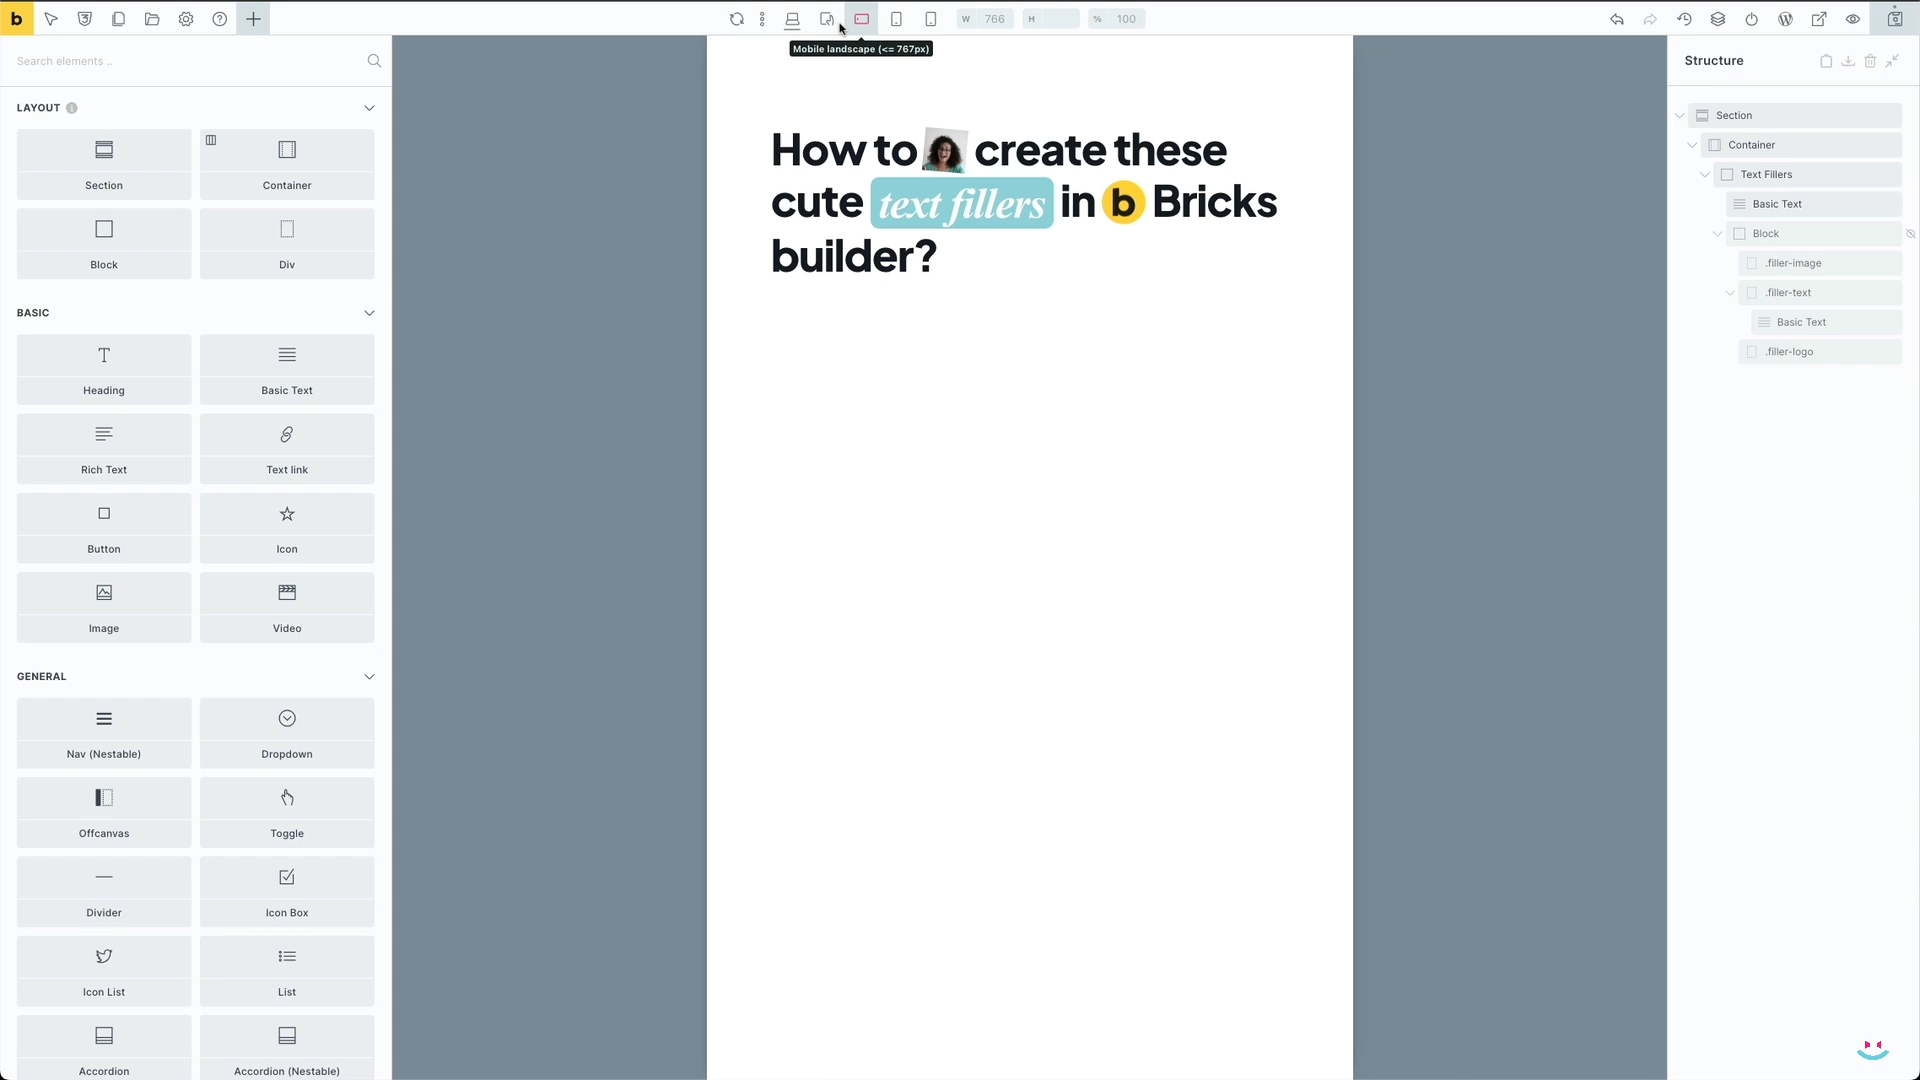 b
W 766 H % 100
Mobile landscape (<= 767px)
Search elements ..
LAYOUT
Section
Container
Block
Div
BASIC
Heading
Basic Text
Rich Text
Text link
Button
Icon
Image
Video
GENERAL
Nav (Nestable)
Dropdown
Offcanvas
Toggle
Divider
Icon Box
Icon List
List
Accordion
Accordion (Nestable)
How to create these
cute text fillers in b Bricks
builder?
Structure
Section
Container
Text Fillers
Basic Text
Block
.filler-image
.filler-text
Basic Text
.filler-logo